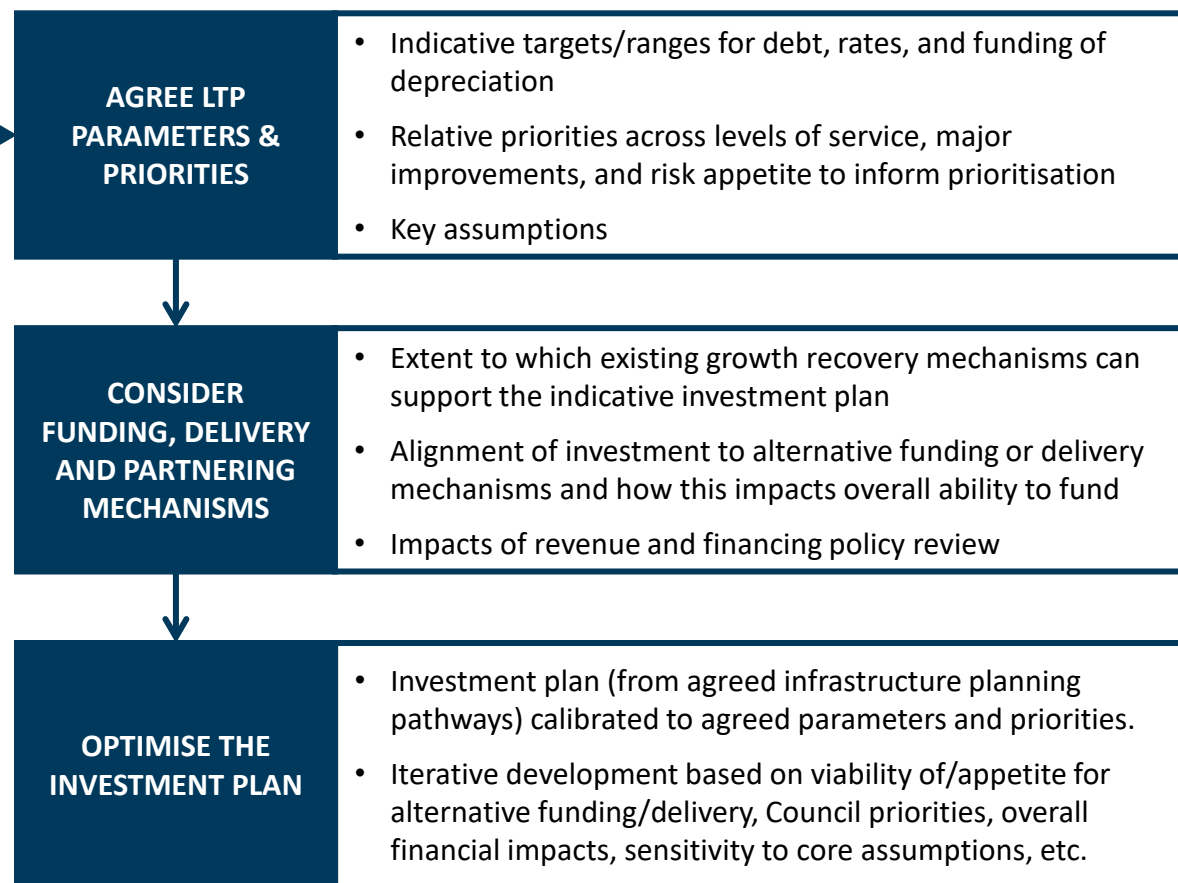 AGREE LTP
PARAMETERS &
PRIORITIES
• Indicative targets/ranges for debt, rates, and funding of
depreciation
• Relative priorities across levels of service, major
improvements, and risk appetite to inform prioritisation
• Key assumptions
CONSIDER
FUNDING, DELIVERY
AND PARTNERING
MECHANISMS
• Extent to which existing growth recovery mechanisms can
support the indicative investment plan
• Alignment of investment to alternative funding or delivery
mechanisms and how this impacts overall ability to fund
• Impacts of revenue and financing policy review
OPTIMISE THE
INVESTMENT PLAN
• Investment plan (from agreed infrastructure planning
pathways) calibrated to agreed parameters and priorities.
• Iterative development based on viability of/appetite for
alternative funding/delivery, Council priorities, overall
financial impacts, sensitivity to core assumptions, etc.